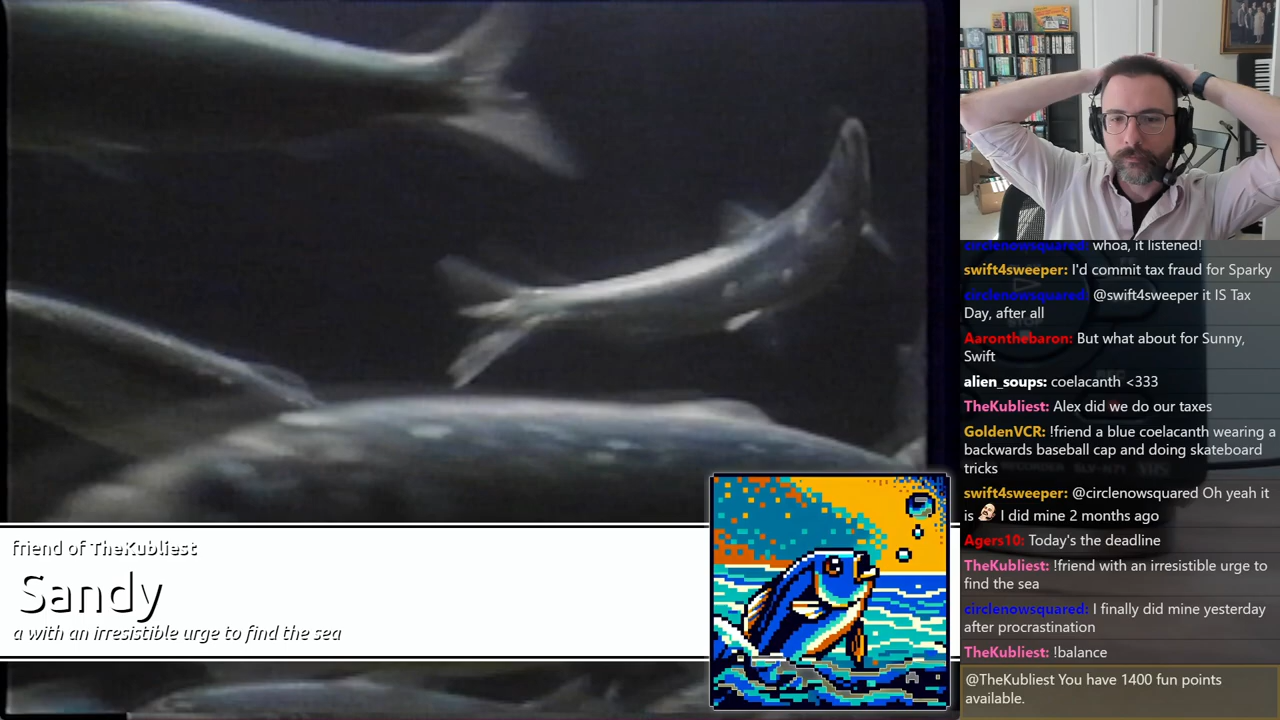 friend of TheKubliest
Sandy
a with an irresistible urge to find the sea
circlenowsquared: whoa, it listened!
swift4sweeper: I'd commit tax fraud for Sparky
circlenowsquared: @swift4sweeper it IS Tax
Day, after all
Aaronthebaron: But what about for Sunny,
Swift
alien_soups: coelacanth <333
TheKubliest: Alex did we do our taxes
GoldenVCR: !friend a blue coelacanth wearing a
backwards baseball cap and doing skateboard
tricks
swift4sweeper: @circlenowsquared Oh yeah it
is I did mine 2 months ago
Agers10: Today's the deadline
TheKubliest: !friend with an irresistible urge to
find the sea
circlenowsquared: I finally did mine yesterday
after procrastination
TheKubliest: !balance
@TheKubliest You have 1400 fun points
available.